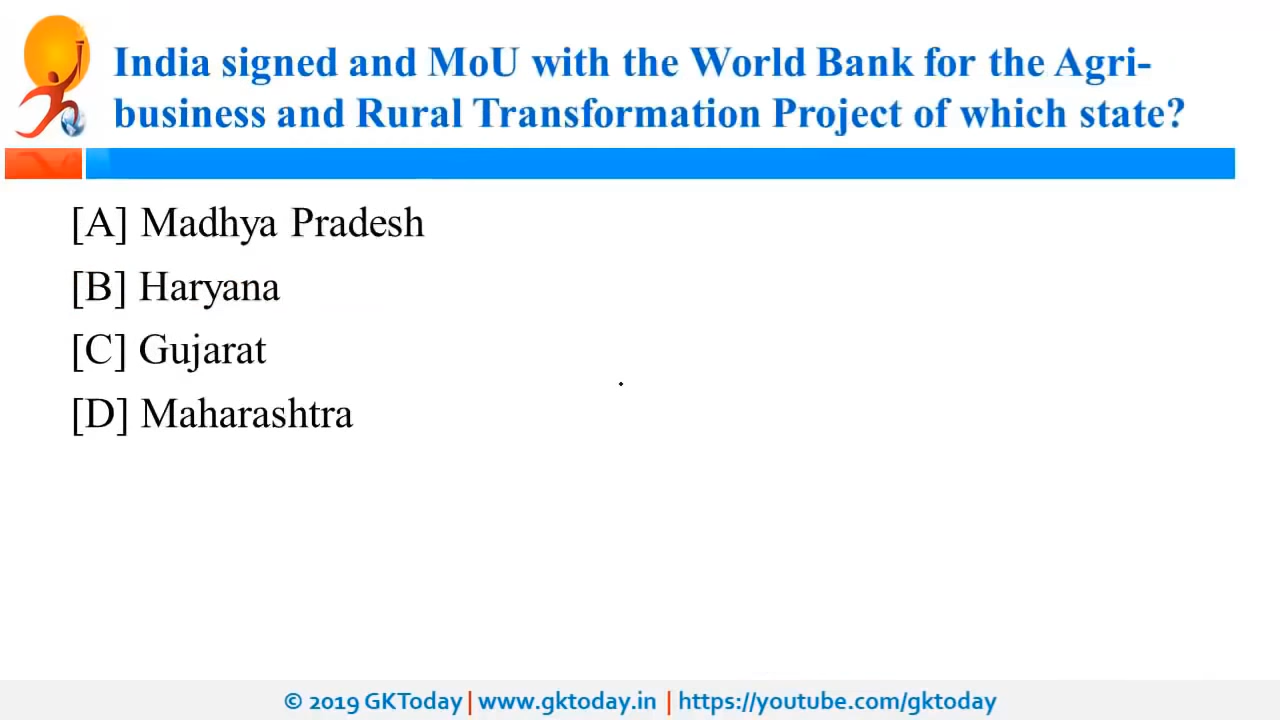 India signed and MoU with the World Bank for the Agri-
business and Rural Transformation Project of which state?
[A] Madhya Pradesh
[B] Haryana
[C] Gujarat
[D] Maharashtra
© 2019 GKToday | www.gktoday.in | https://youtube.com/gktoday